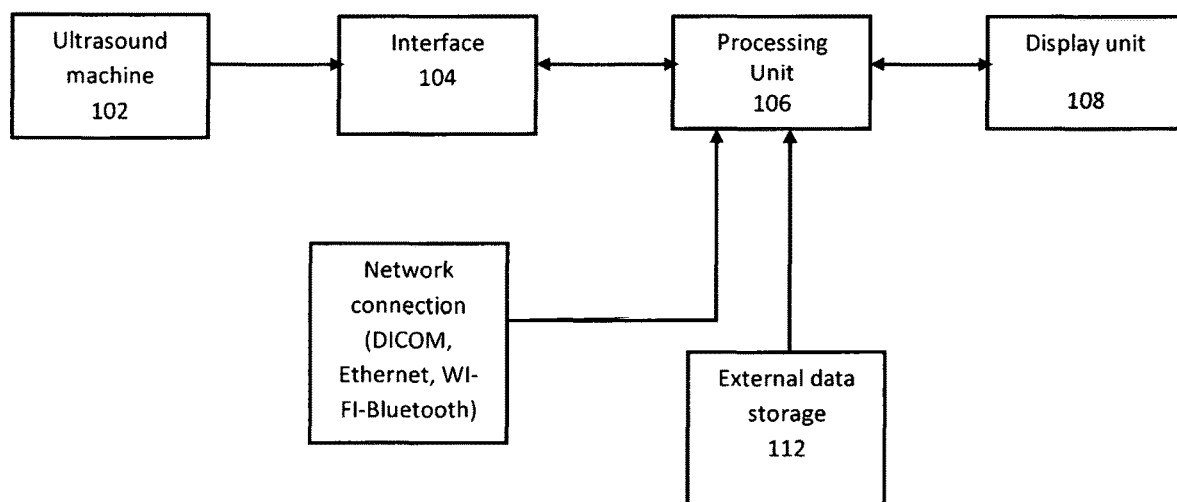 Ultrasound
machine
102
Interface
104
Processing
Unit
106
Display unit
108
Network
connection
(DICOM,
Ethernet, WI-
FI-Bluetooth)
External data
storage
112